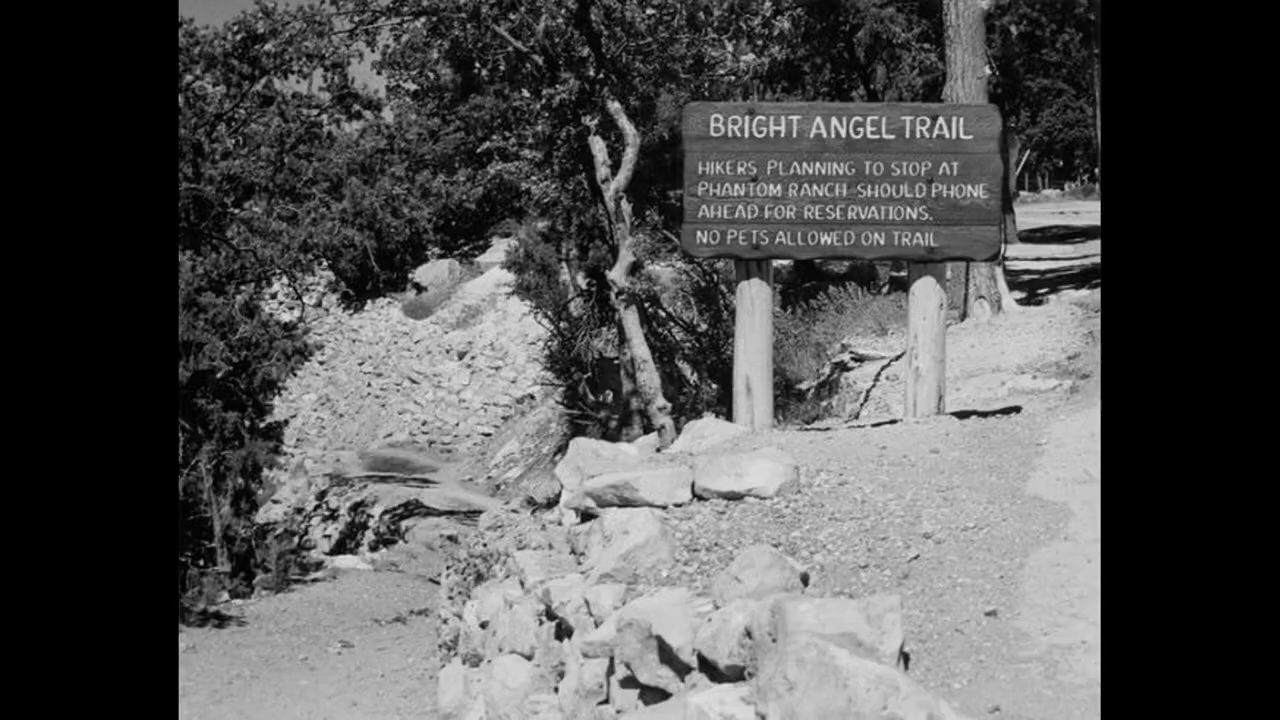 BRIGHT ANGEL TRAIL
HIKERS PLANNING TO STOP AT
PHANTOM RANCH SHOULD PHONE
AHEAD FOR RESERVATIONS.
NO PETS ALLOWED ON TRAIL